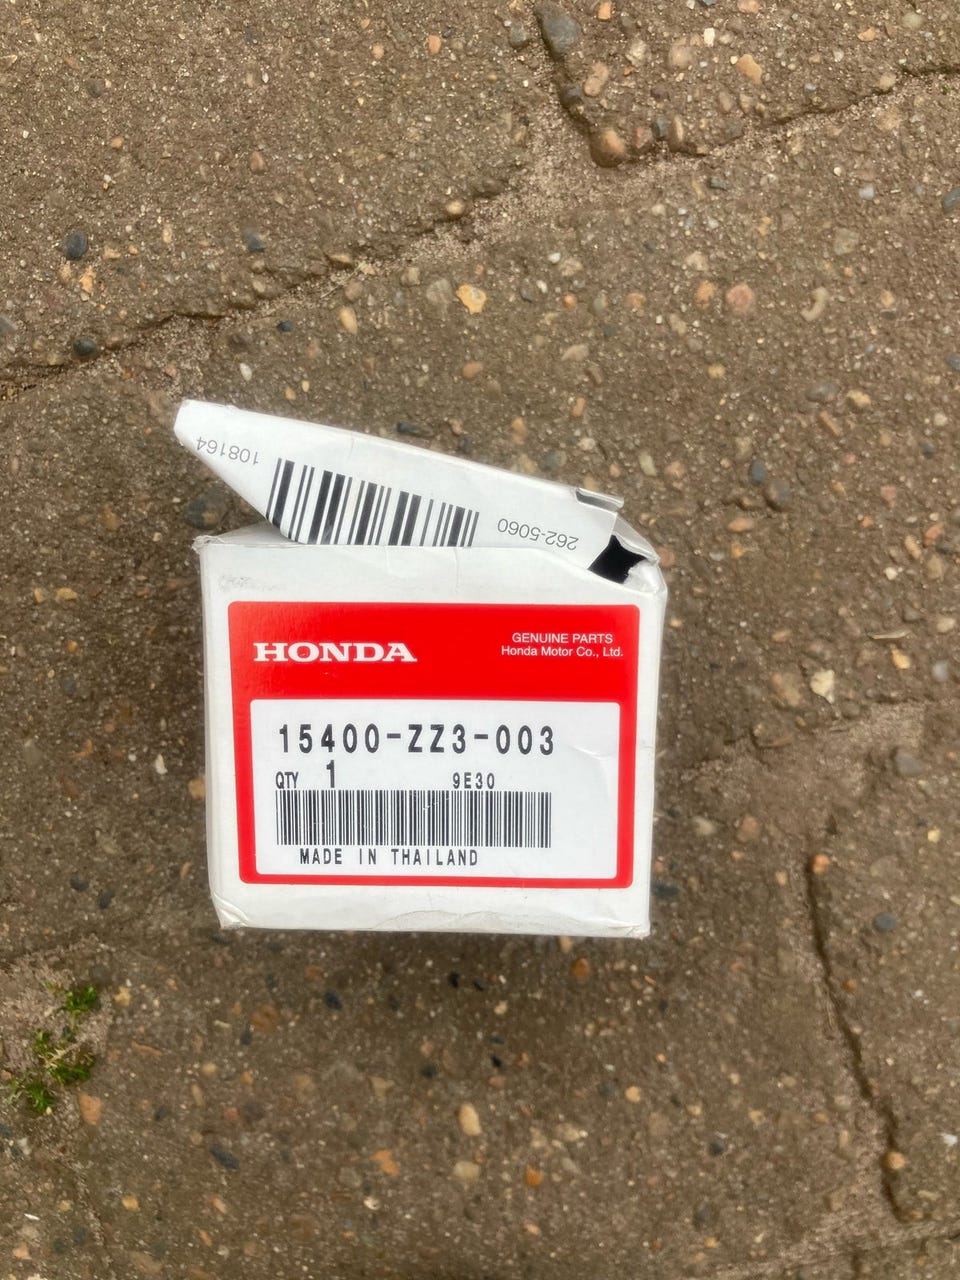 108164
262-5060
HONDA
GENUINE PARTS
Honda Motor Co., Ltd.
15400-ZZ3-003
QTY 1 9E30
MADE IN THAILAND